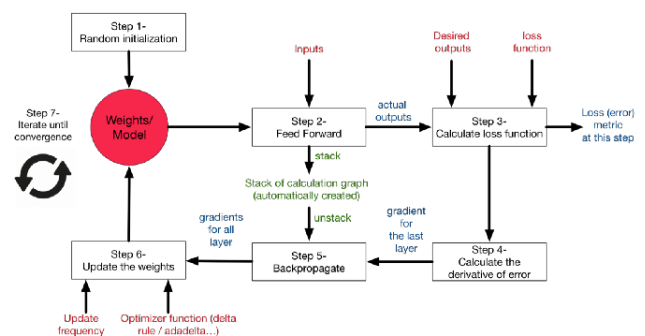 Step 1-
Random initialization
Inputs
Desired
outputs
loss
function
Step 7-
Iterate until
convergence
Weights/
Model
Step 2-
Feed Forward
actual
outputs
Step 3-
Calculate loss function
Loss (error)
metric
at this step
stack
Stack of calculation graph
(automatically created)
unstack
gradients
for all
layer
gradient
for
the last
layer
Step 6-
Update the weights
Step 5-
Backpropagate
Step 4-
Calculate the
derivative of error
Update
frequency
Optimizer function (delta
rule / adadelta...)